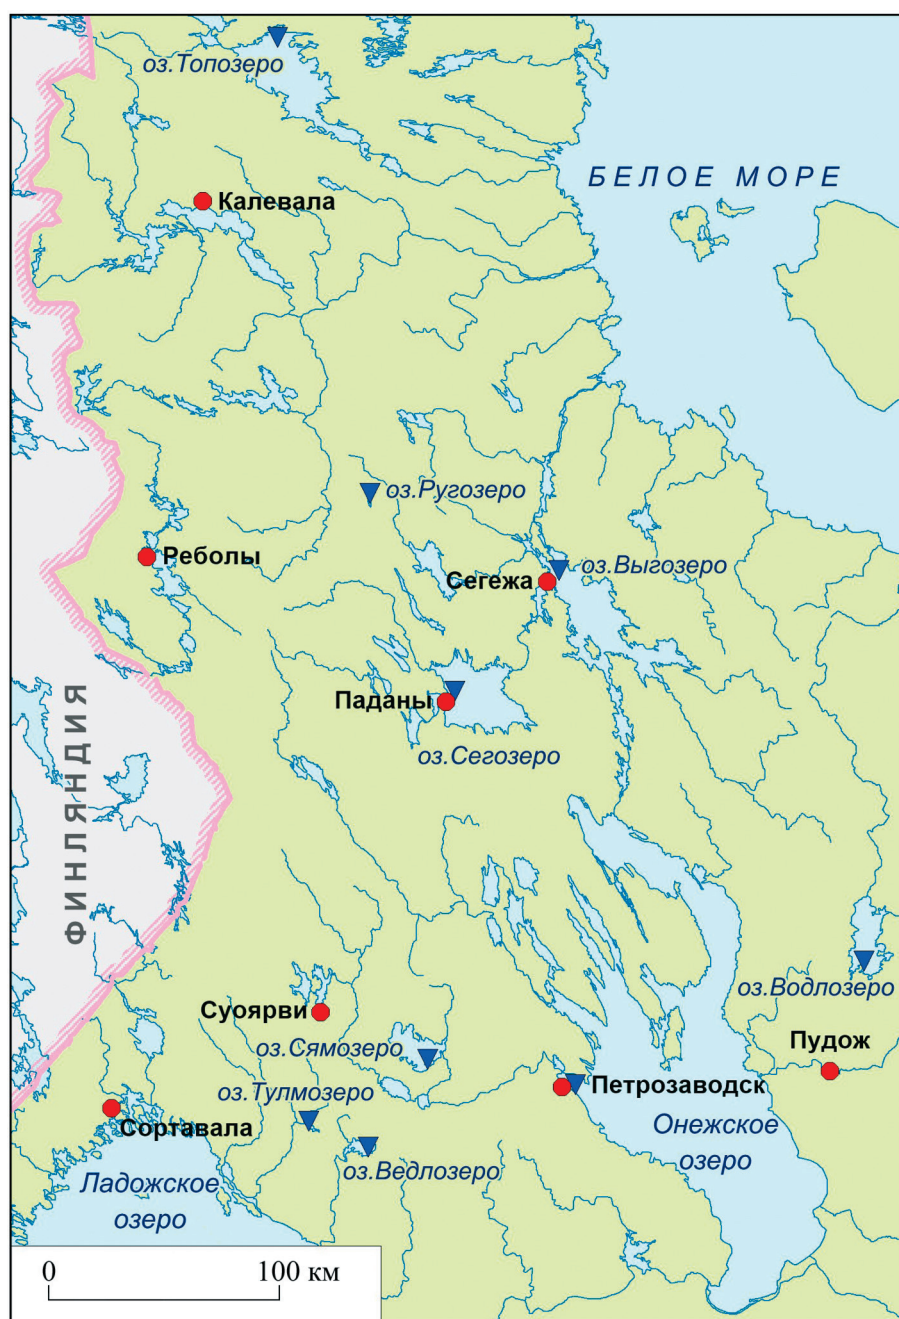 оз.Топозеро
БЕЛОЕ МОРЕ
Калевала
оз.Ругозеро
Реболы
оз.Выгозеро
Сегежа
Паданы
оз.Сегозеро
ФИНЛЯНДИЯ
оз.Водлозеро
Суоярви
оз.Сямозеро
Пудож
оз.Тулмозеро
Петрозаводск
Сортавала
Онежское
озеро
оз.Ведлозеро
Ладожское
озеро
0 100 км